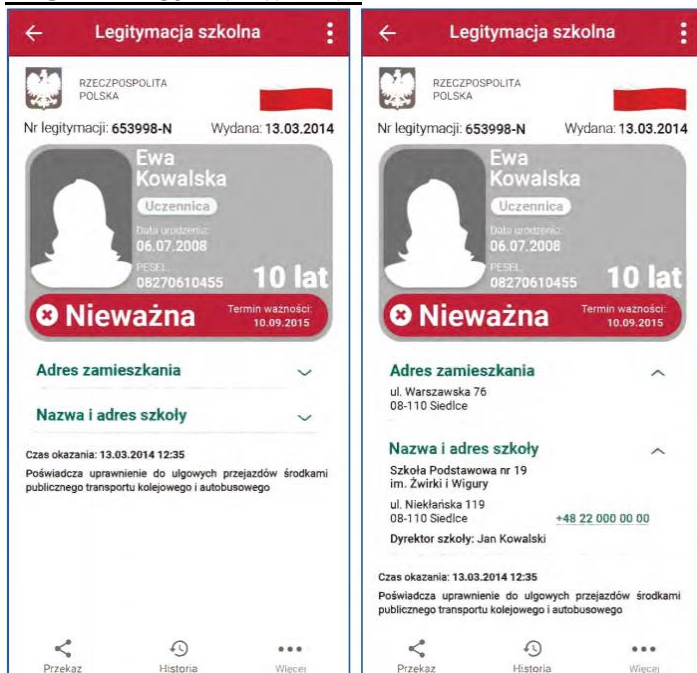 Legitymacja szkolna
RZECZPOSPOLITA
POLSKA
Nr legitymacji: 653998-N Wydana: 13.03.2014
Ewa
Kowalska
Uczennica
Data urodzenia:
06.07.2008
PESEL:
08270610455 10 lat
Nieważna Termin ważności:
10.09.2015
Adres zamieszkania
Nazwa i adres szkoły
Czas okazania: 13.03.2014 12:35
Poświadcza uprawnienie do ulgowych przejazdów środkami
publicznego transportu kolejowego i autobusowego
Przekaz Historia Więcej
Legitymacja szkolna
RZECZPOSPOLITA
POLSKA
Nr legitymacji: 653998-N Wydana: 13.03.2014
Ewa
Kowalska
Uczennica
Data urodzenia:
06.07.2008
PESEL:
08270610455 10 lat
Nieważna Termin ważności:
10.09.2015
Adres zamieszkania
ul. Warszawska 76
08-110 Siedlce
Nazwa i adres szkoły
Szkoła Podstawowa nr 19
im. Żwirki i Wigury
ul. Niekłańska 119
08-110 Siedlce +48 22 000 00 00
Dyrektor szkoły: Jan Kowalski
Czas okazania: 13.03.2014 12:35
Poświadcza uprawnienie do ulgowych przejazdów środkami
publicznego transportu kolejowego i autobusowego
Przekaz Historia Więcej